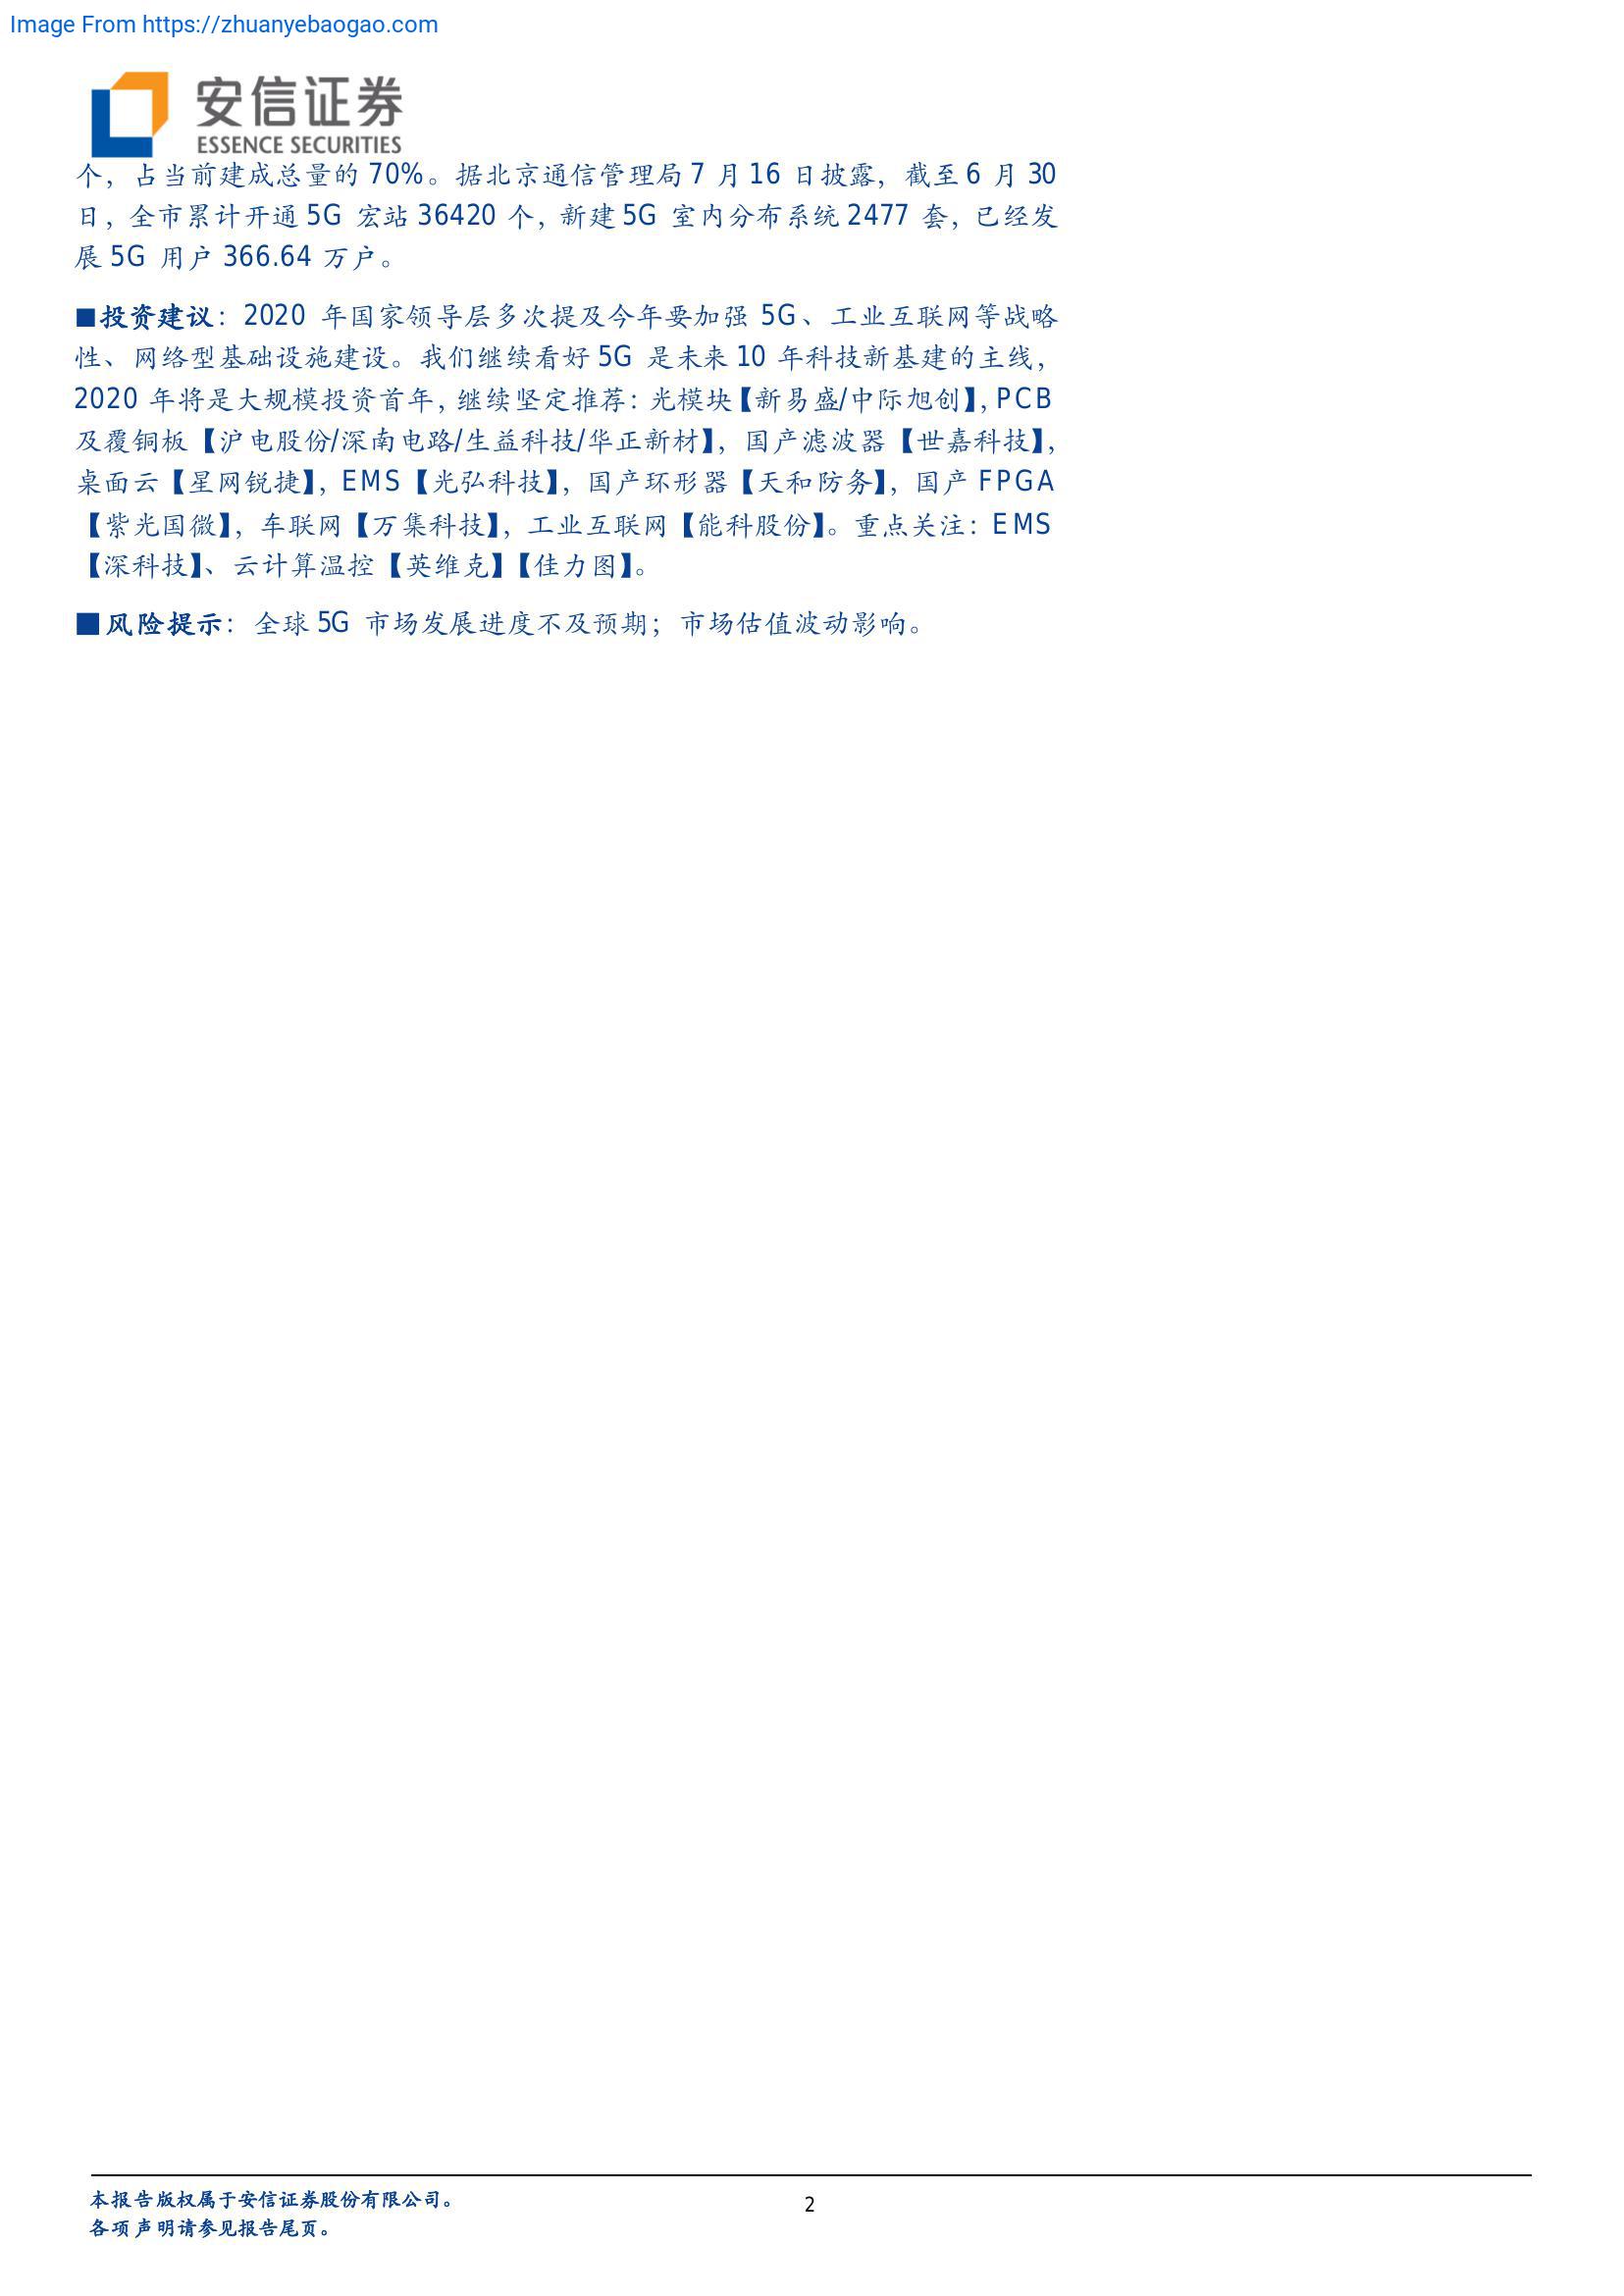 Image From https://zhuanyebaogao.com
安信证券
ESSENCE SECURITIES
个，占当前建成总量的 70%。据北京通信管理局 7 月 16 日披露，截至 6 月 30
日，全市累计开通 5G 宏站 36420 个，新建 5G 室内分布系统 2477 套，已经发
展 5G 用户 366.64 万户。
■投资建议：2020 年国家领导层多次提及今年要加强 5G、工业互联网等战略
性、网络型基础设施建设。我们继续看好 5G 是未来 10 年科技新基建的主线，
2020 年将是大规模投资首年，继续坚定推荐：光模块【新易盛/中际旭创】，PCB
及覆铜板【沪电股份/深南电路/生益科技/华正新材】，国产滤波器【世嘉科技】，
桌面云【星网锐捷】，EMS【光弘科技】，国产环形器【天和防务】，国产 FPGA
【紫光国微】，车联网【万集科技】，工业互联网【能科股份】。重点关注：EMS
【深科技】、云计算温控【英维克】【佳力图】。
■风险提示：全球 5G 市场发展进度不及预期；市场估值波动影响。
本报告版权属于安信证券股份有限公司。
各项声明请参见报告尾页。
2